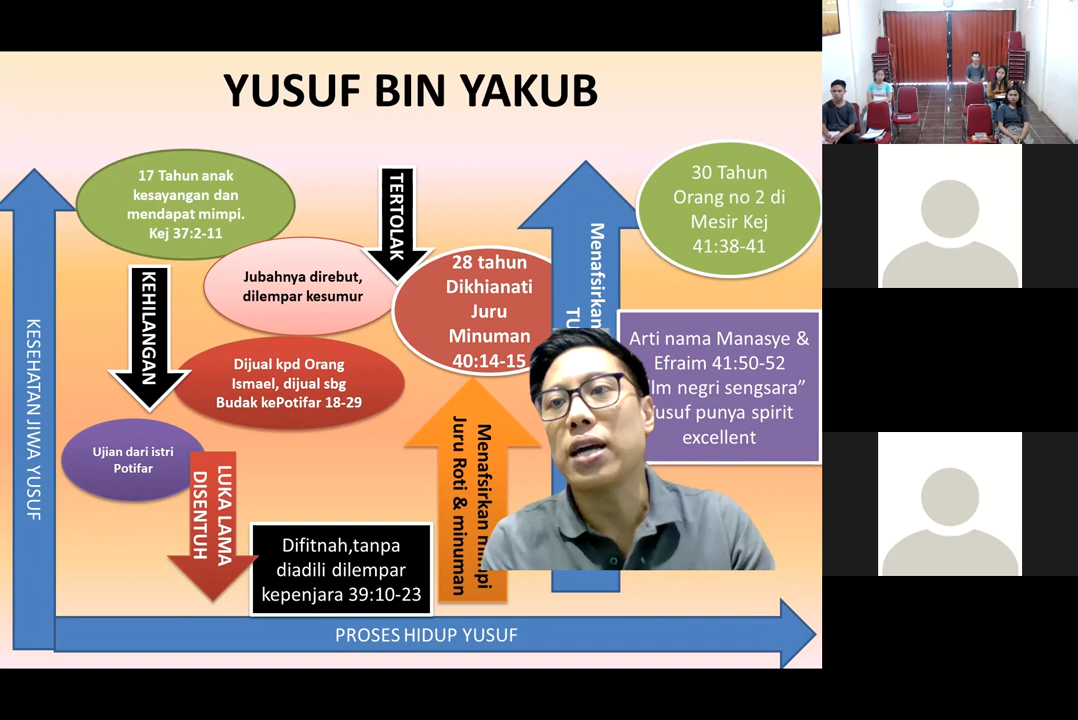 YUSUF BIN YAKUB
17 Tahun anak
kesayangan dan
mendapat mimpi.
Kej 37:2-11
KEHILANGAN
Jubahnya direbut,
dilempar kesumur
Dijual kpd Orang
Ismael, dijual sbg
Budak kePotifar 18-29
Ujian dari istri
Potifar
LUKA LAMA
DISENTUH
Difitnah,tanpa
diadili dilempar
kepenjara 39:10-23
TERTOLAK
28 tahun
Dikhianati
Juru
Minuman
40:14-15
Menafsirkan
Juru Roti & minuman
Menafsirkan
30 Tahun
Orang no 2 di
Mesir Kej
41:38-41
Arti nama Manasye &
Efraim 41:50-52
negri sengsara”
punya spirit
excellent
KESEHATAN JIWA YUSUF
PROSES HIDUP YUSUF